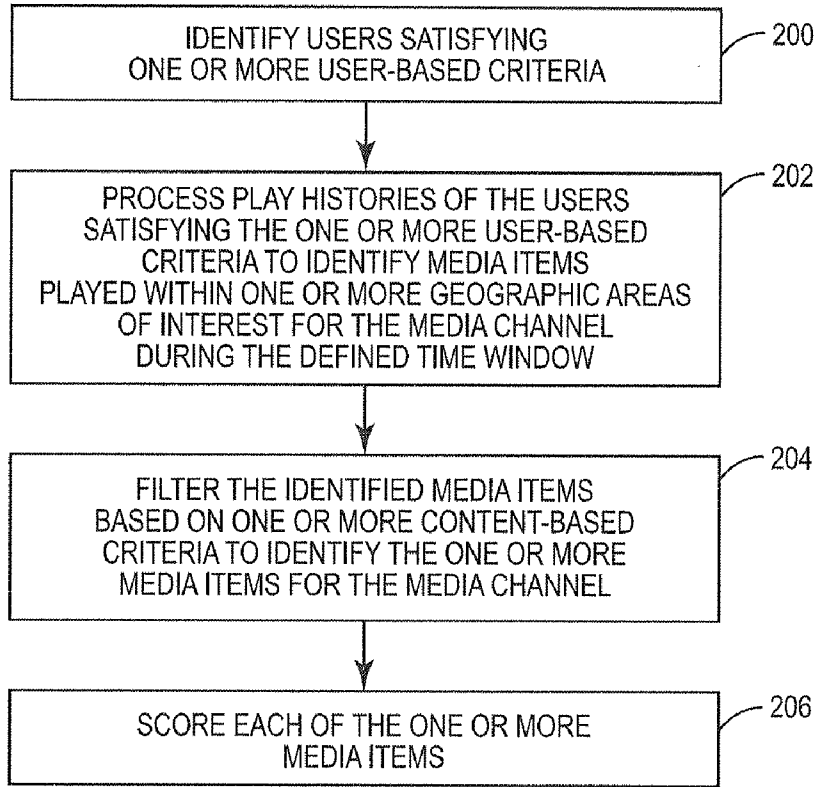 IDENTIFY USERS SATISFYING
ONE OR MORE USER-BASED CRITERIA
200
PROCESS PLAY HISTORIES OF THE USERS
SATISFYING THE ONE OR MORE USER-BASED
CRITERIA TO IDENTIFY MEDIA ITEMS
PLAYED WITHIN ONE OR MORE GEOGRAPHIC AREAS
OF INTEREST FOR THE MEDIA CHANNEL
DURING THE DEFINED TIME WINDOW
202
FILTER THE IDENTIFIED MEDIA ITEMS
BASED ON ONE OR MORE CONTENT-BASED
CRITERIA TO IDENTIFY THE ONE OR MORE
MEDIA ITEMS FOR THE MEDIA CHANNEL
204
SCORE EACH OF THE ONE OR MORE
MEDIA ITEMS
206